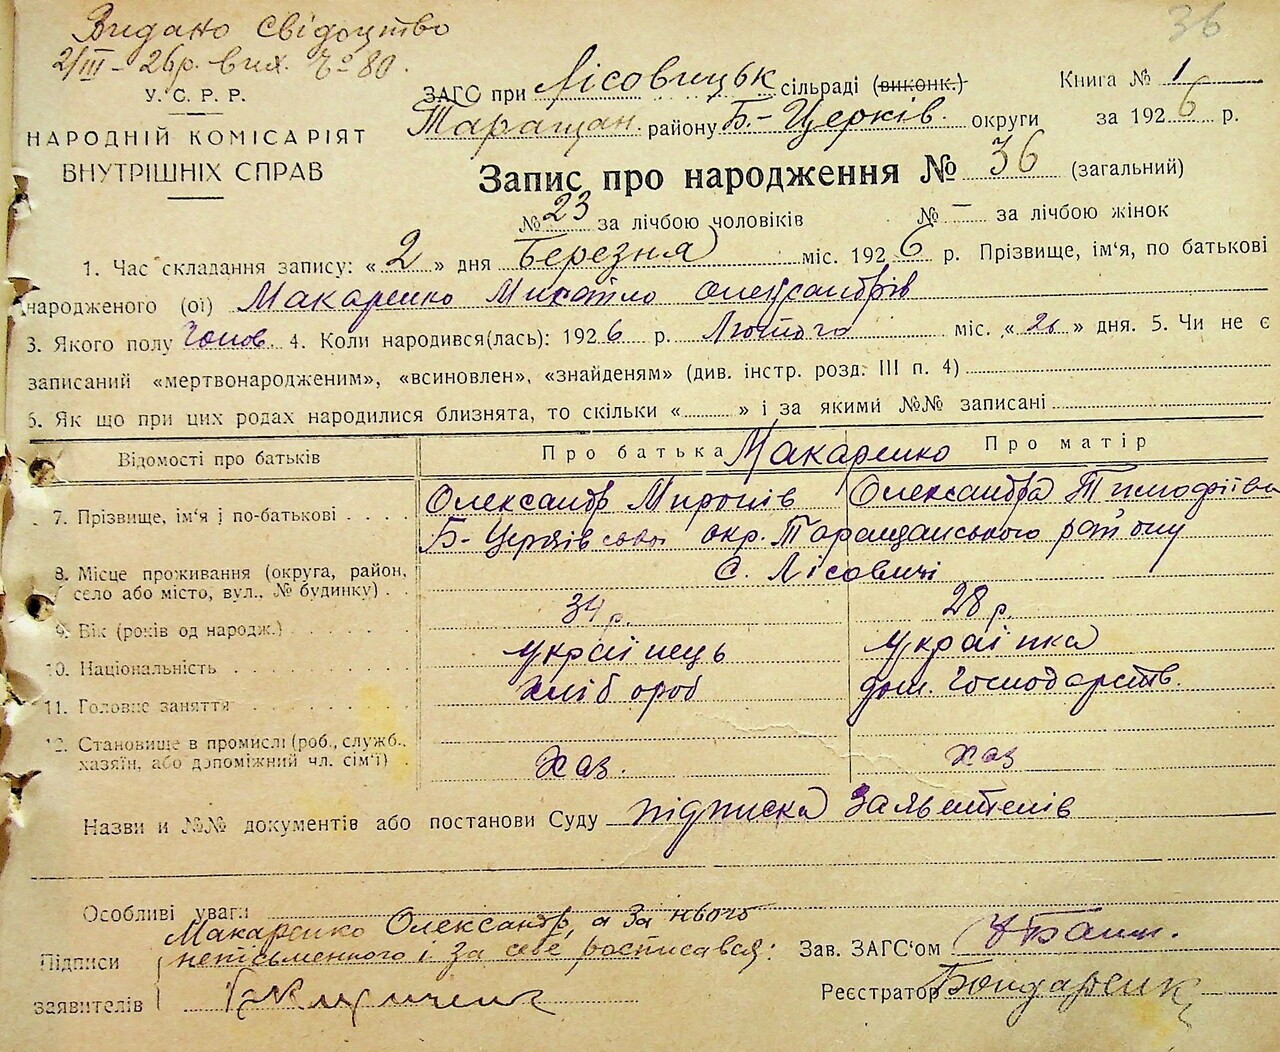 36
Видано свідоцтво
2/III - 26 р. вих. № 80.
У. С. Р. Р.
НАРОДНІЙ КОМІСАРІЯТ
ВНУТРІШНІХ СПРАВ
ЗАГС при Лісовицьк сільраді (виконк.)
Таращан. району Б.-Церків. округи
Книга № 1
за 1926 р.
Запис про народження № 36 (загальний)
№ 23 за лічбою чоловіків № — за лічбою жінок
1. Час складання запису: «2» дня Березня міс. 1926 р. Прізвище, ім'я, по батькові
народженого (ої) Макаренко Михайло Олександрів
3. Якого полу Чолов. 4. Коли народився(лась): 1926 р. Лютого міс. «26» дня. 5. Чи не є
записаний «мертвонародженим», «всиновлен», «знайденям» (див. інстр. розд. III п. 4)
6. Як що при цих родах народилися близнята, то скільки « » і за якими №№ записані
Відомості про батьків Про батька Макаренко Про матір
7. Прізвище, ім'я і по-батькові Олександр Миронів Олександра Тимофіївна
Б-Церківської окр. Таращанського району
8. Місце проживання (округа, район, с. Лісовичі
село або місто, вул., № будинку)
9. Вік (років од народж.) 34 р. 28 р.
10. Національність українець українка
11. Головне заняття хлібороб дом. господарств.
12. Становище в промислі (роб., служб.,
хазяїн, або допоміжний чл. сім'ї) Хаз. Хаз
Назви и №№ документів або постанови Суду підписка заявителів
Особливі уваги
Макаренко Олександр, а за нього
Підписи неписьменного і за себе росписався:
заявителів
Зав. ЗАГС'ом
Реєстратор Бондаренк